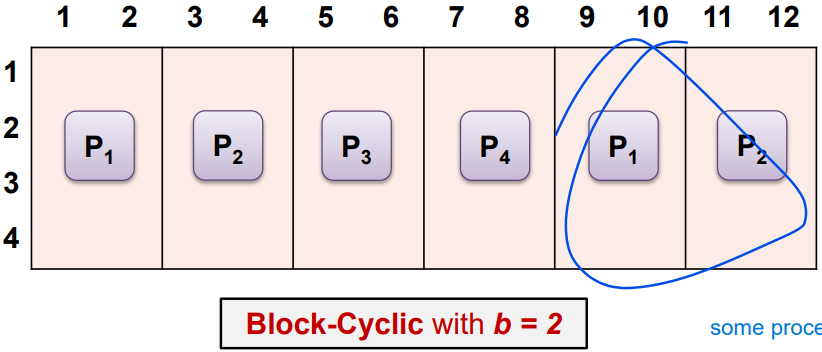 1 2 3 4 5 6 7 8 9 10 11 12
1
2
P1 P2 P3 P4 P1 P2
3
4
Block-Cyclic with b = 2
some proce